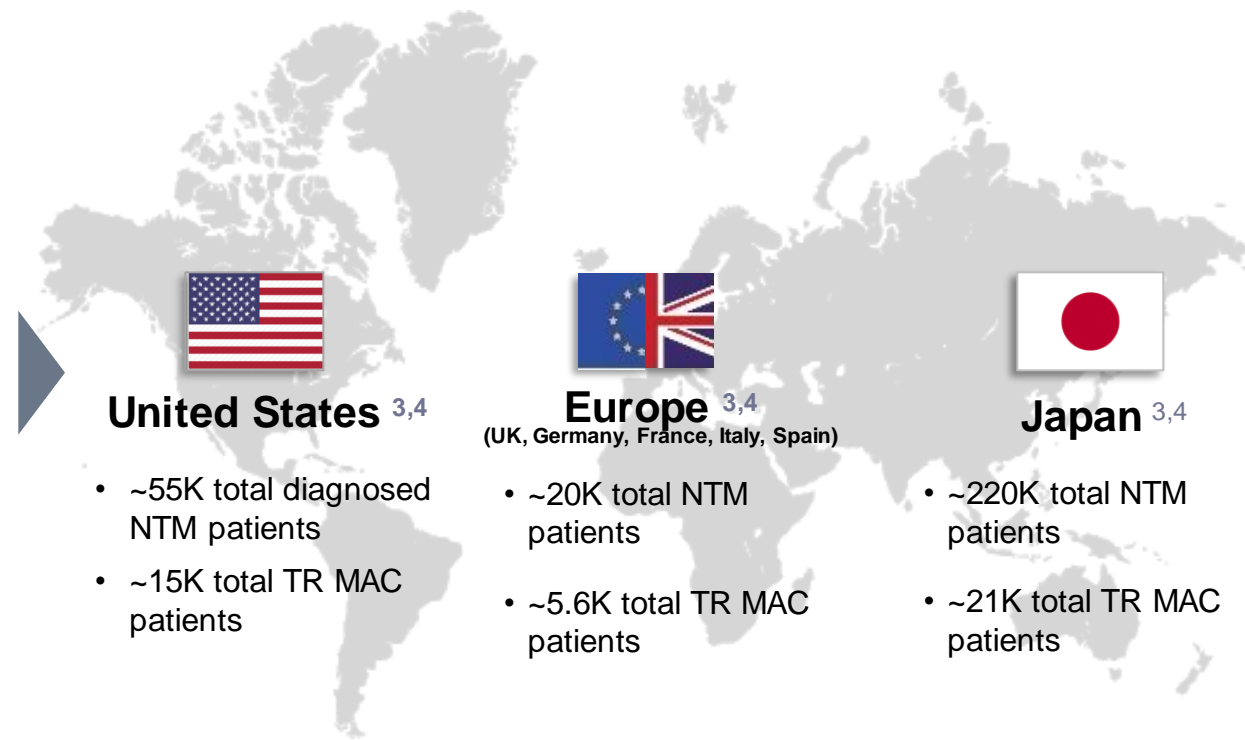 United States 3,4
• ~55K total diagnosed
NTM patients
• ~15K total TR MAC
patients
Europe 3,4
(UK, Germany, France, Italy, Spain)
• ~20K total NTM
patients
• ~5.6K total TR MAC
patients
Japan 3,4
• ~220K total NTM
patients
• ~21K total TR MAC
patients